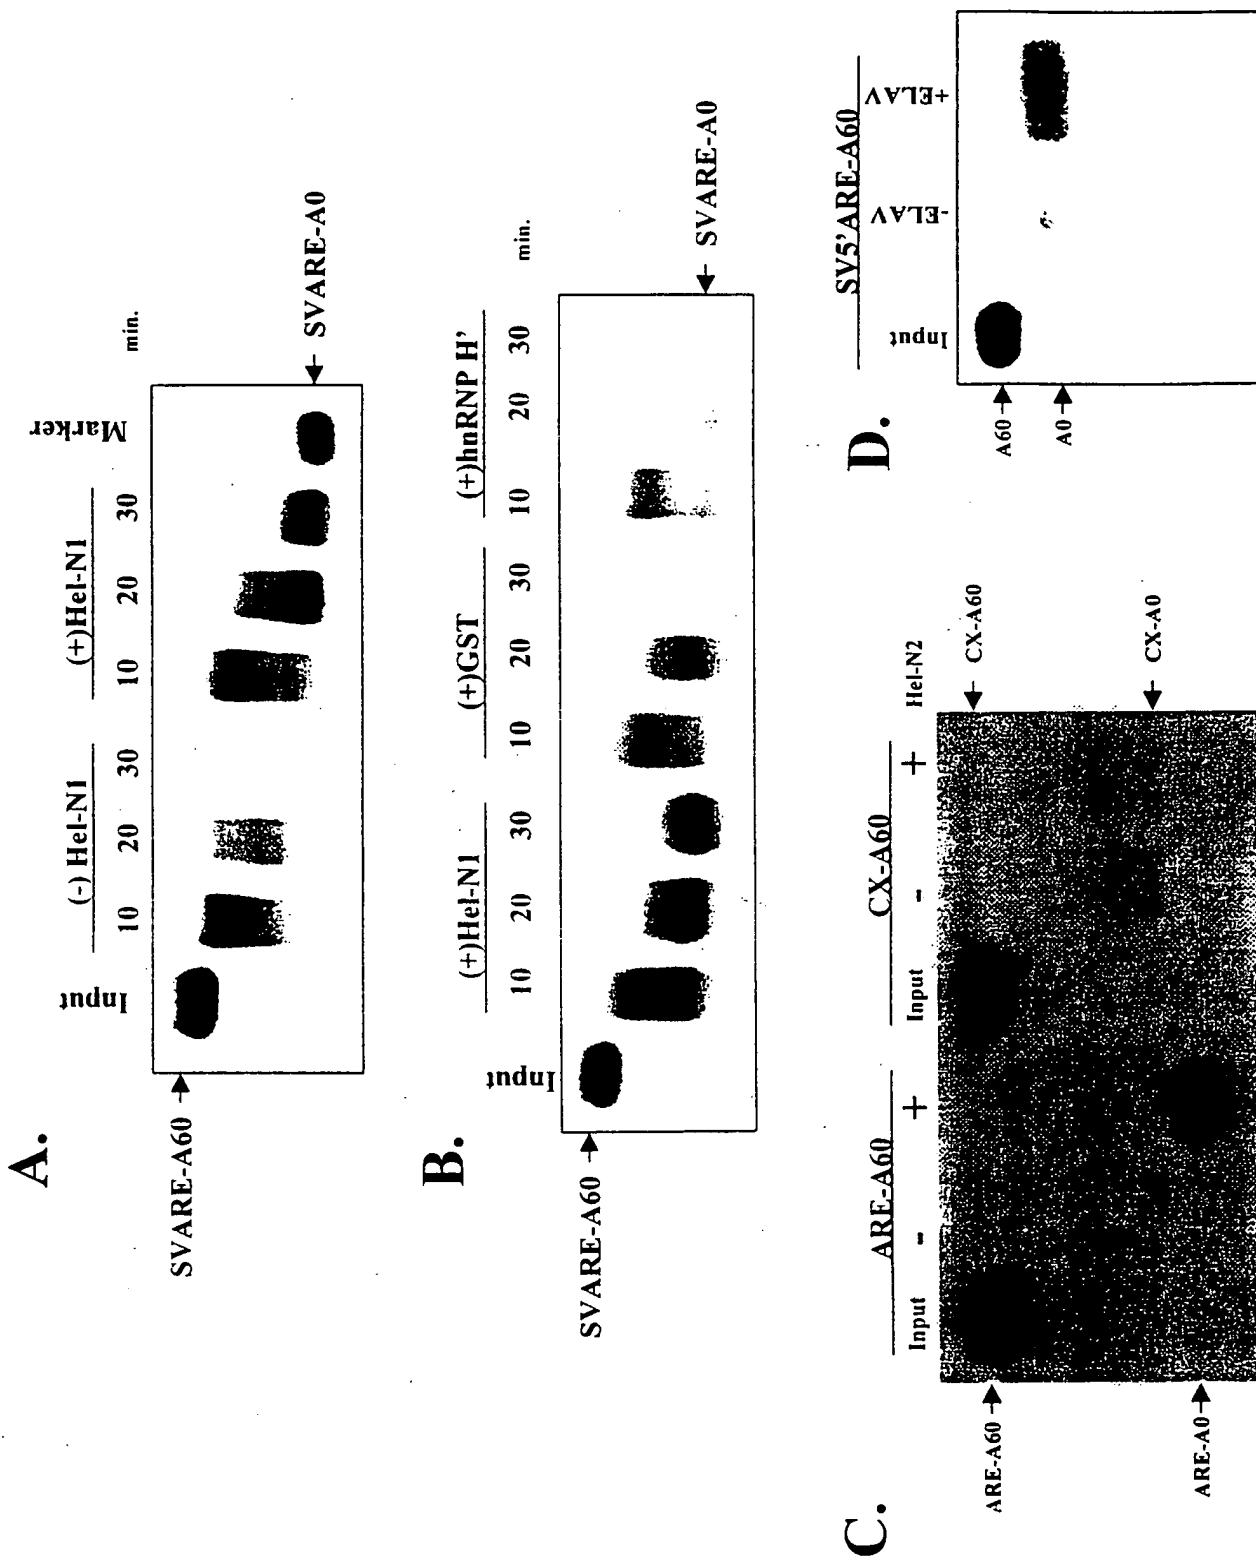 A.
(-) Hel-N1 (+)Hel-N1
Input 10 20 30 10 20 30 Marker min.
SVARE-A60
SVARE-A0
B.
(+)Hel-N1 (+)GST (+)hnRNP H'
Input 10 20 30 10 20 30 10 20 30 min.
SVARE-A60
SVARE-A0
C.
ARE-A60 CX-A60
Input - + Input - + Hel-N2
ARE-A60
ARE-A0
CX-A60
CX-A0
D.
SV5'ARE-A60
Input -ELAV +ELAV
A60
A0